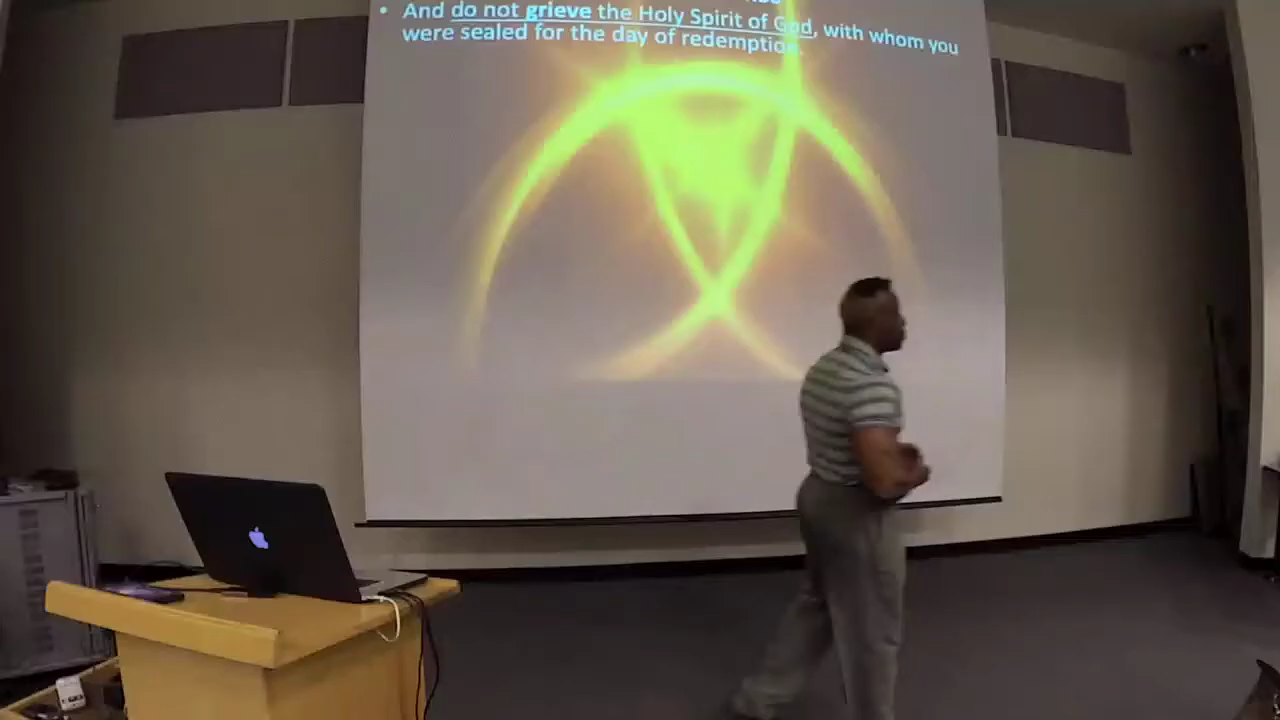 • And do not grieve the Holy Spirit of God, with whom you
were sealed for the day of redemption.